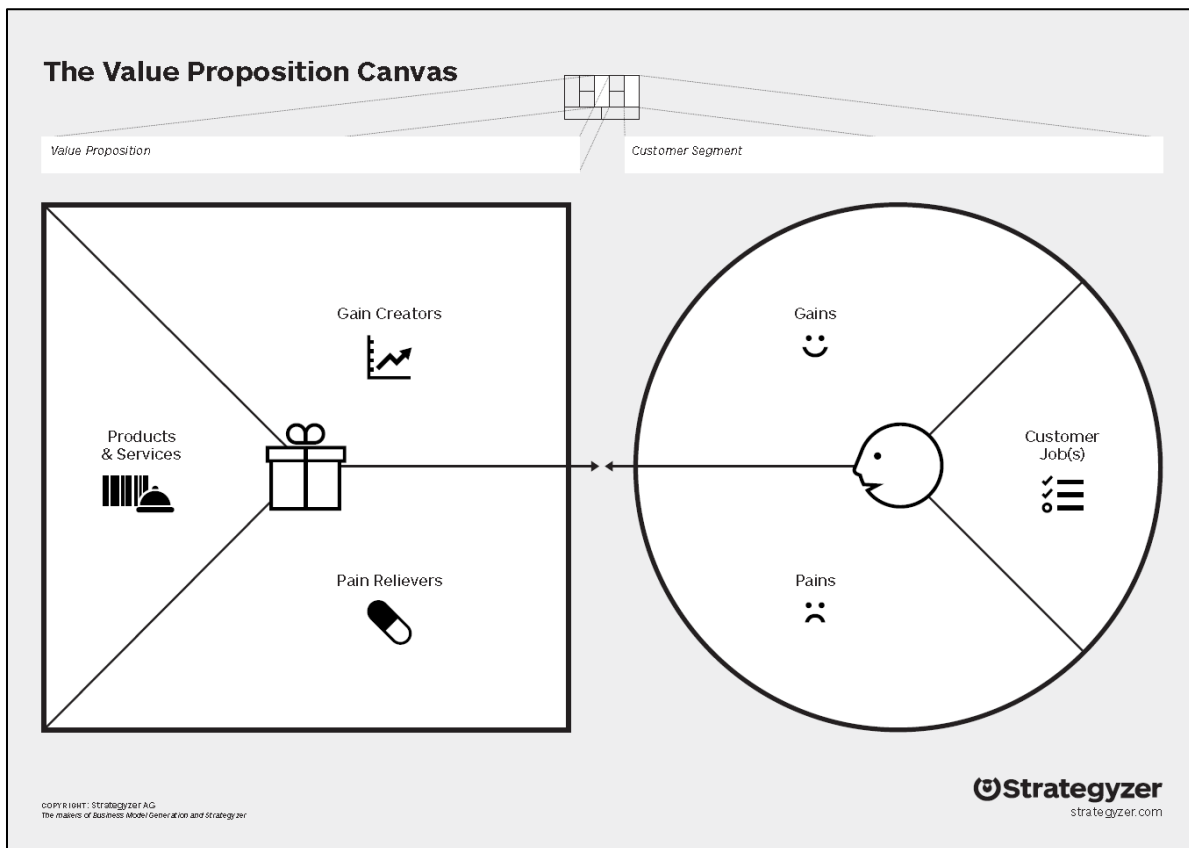 The Value Proposition Canvas
Value Proposition
Customer Segment
Gain Creators
Gains
Products
& Services
Customer
Job(s)
Pain Relievers
Pains
COPYRIGHT: Strategyzer AG
The makers of Business Model Generation and Strategyzer
Strategyzer
strategyzer.com